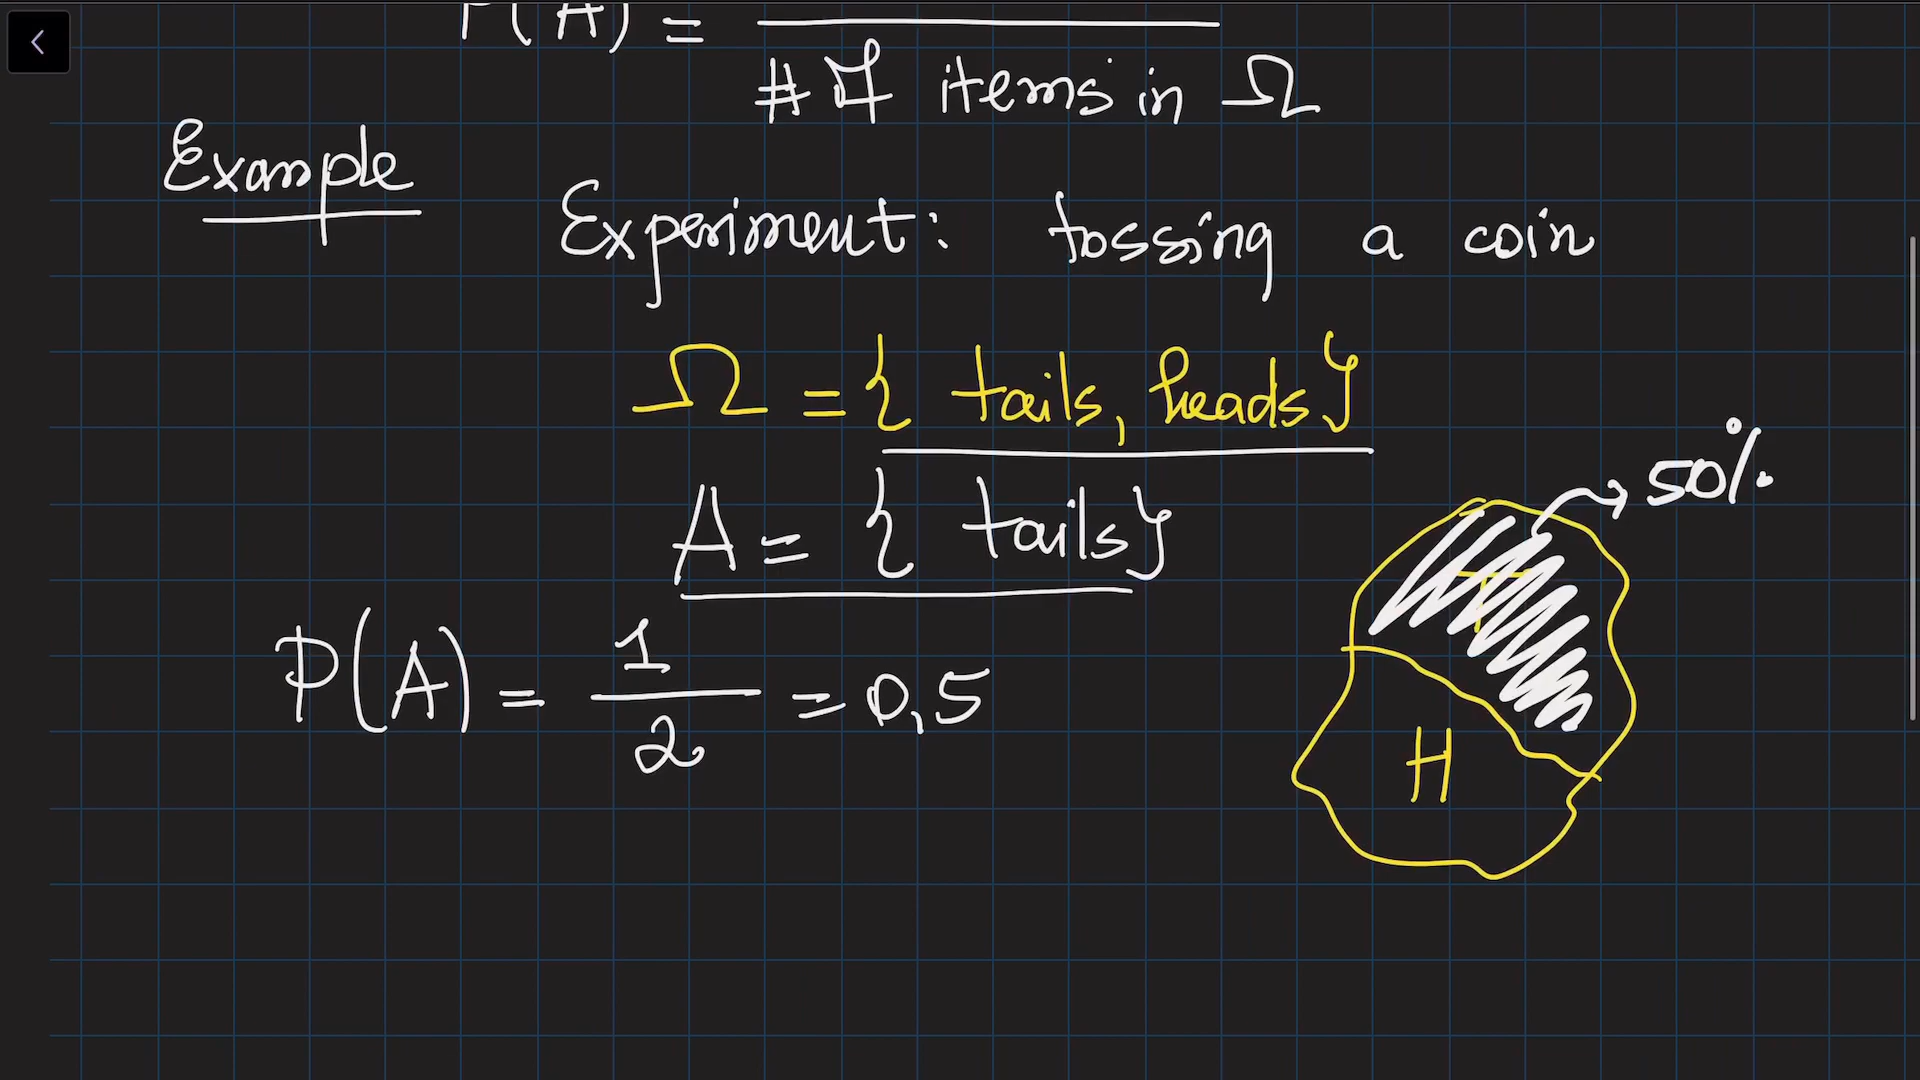 P(A) =
# of items in Ω
Example
Experiment: tossing a coin
Ω = { tails, heads}
A = { tails}
50%
T
P(A) = 1/2 = 0,5
H